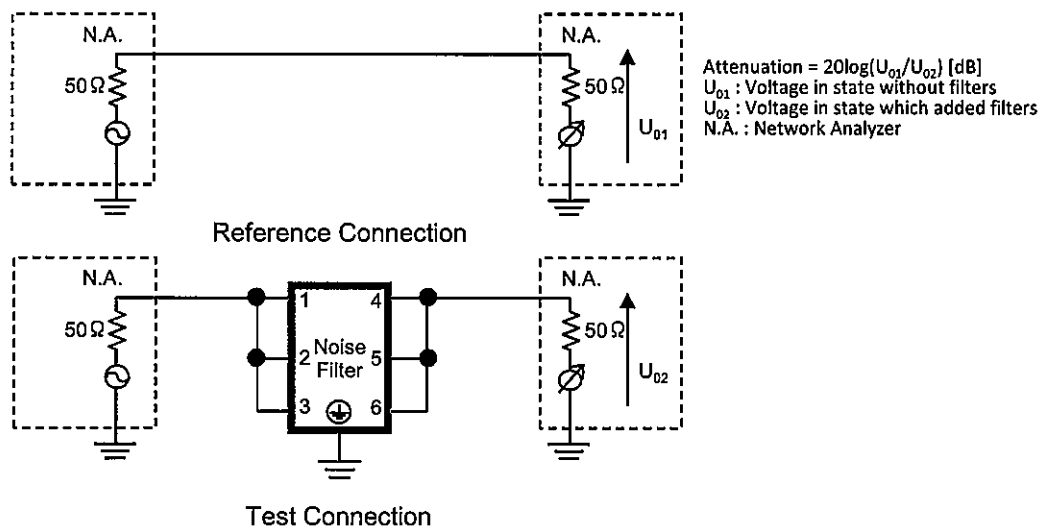 N.A.
50Ω
N.A.
50Ω
U01
Attenuation = 20log(U01/U02) [dB]
U01 : Voltage in state without filters
U02 : Voltage in state which added filters
N.A. : Network Analyzer
Reference Connection
N.A.
50Ω
1
4
2
Noise
Filter
5
3
6
N.A.
50Ω
U02
Test Connection